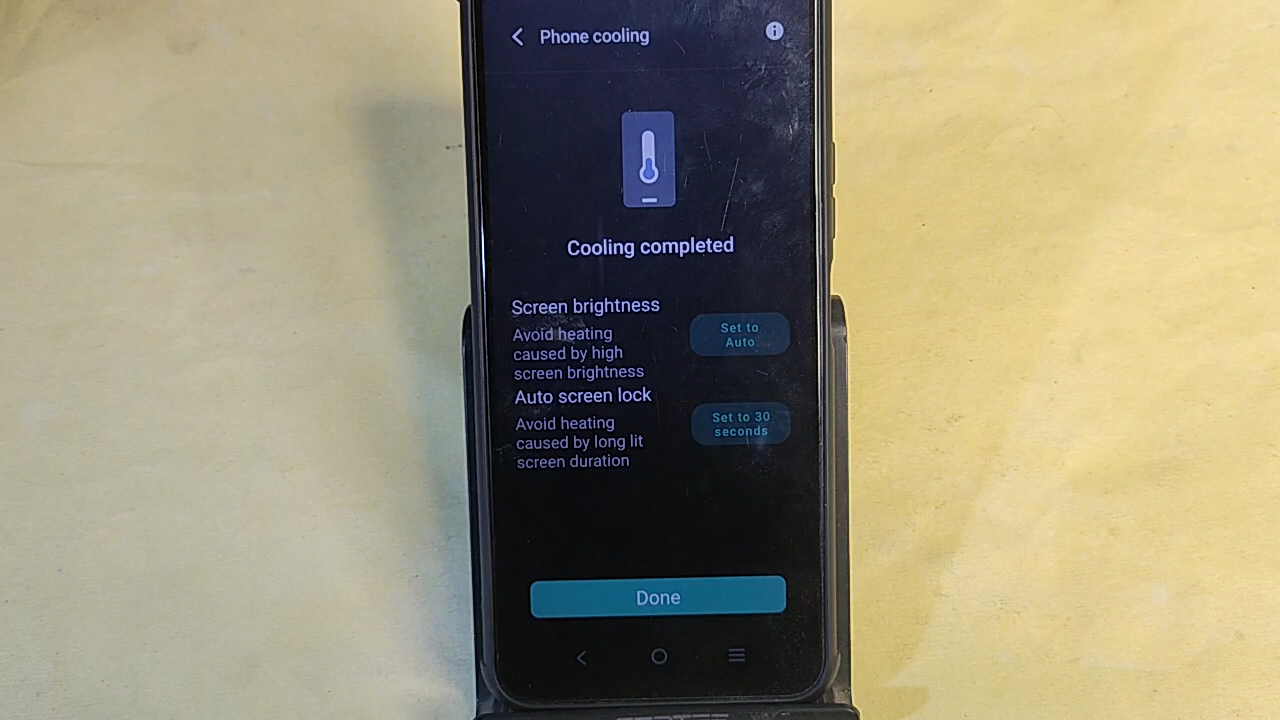 Phone cooling
Cooling completed
Screen brightness
Avoid heating
caused by high
screen brightness
Set to
Auto
Auto screen lock
Avoid heating
caused by long lit
screen duration
Set to 30
seconds
Done